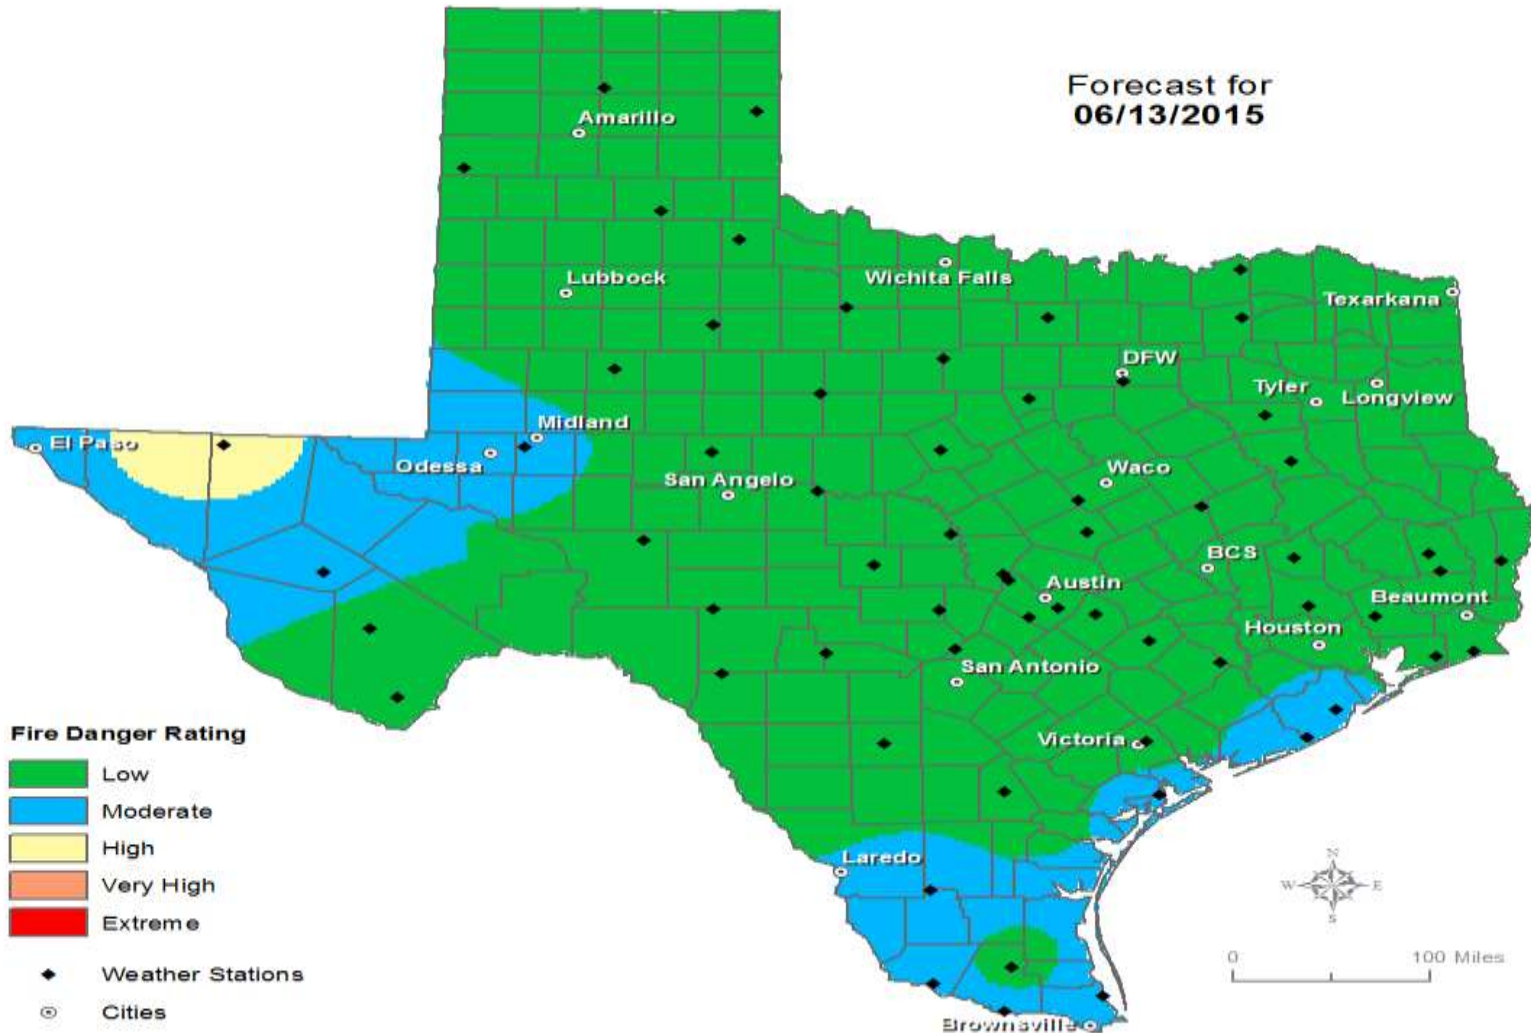 Forecast for
06/13/2015
Amarillo
Lubbock
Wichita Falls
Texarkana
DFW
Tyler
Longview
Midland
El Paso
Odessa
San Angelo
Waco
BCS
Austin
Beaumont
Houston
San Antonio
Victoria
Laredo
Brownsville
Fire Danger Rating
Low
Moderate
High
Very High
Extreme
Weather Stations
Cities
N
W
E
S
0
100 Miles